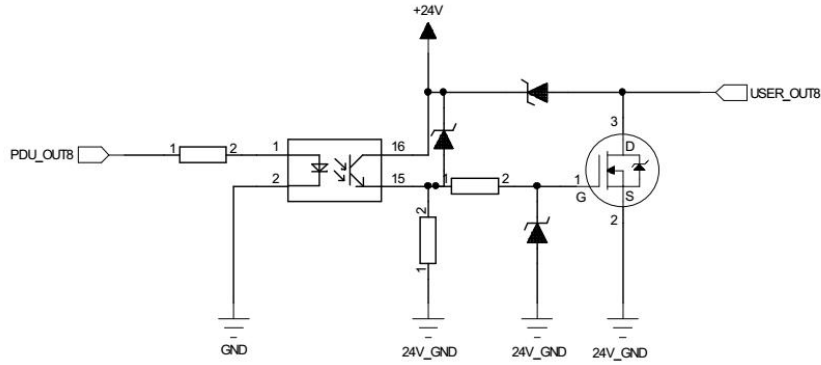 +24V
USER_OUT8
3
D
PDU_OUT8
1
2
1
16
2
15
1
2
1
G
S
2
2
1
GND
24V_GND
24V_GND
24V_GND